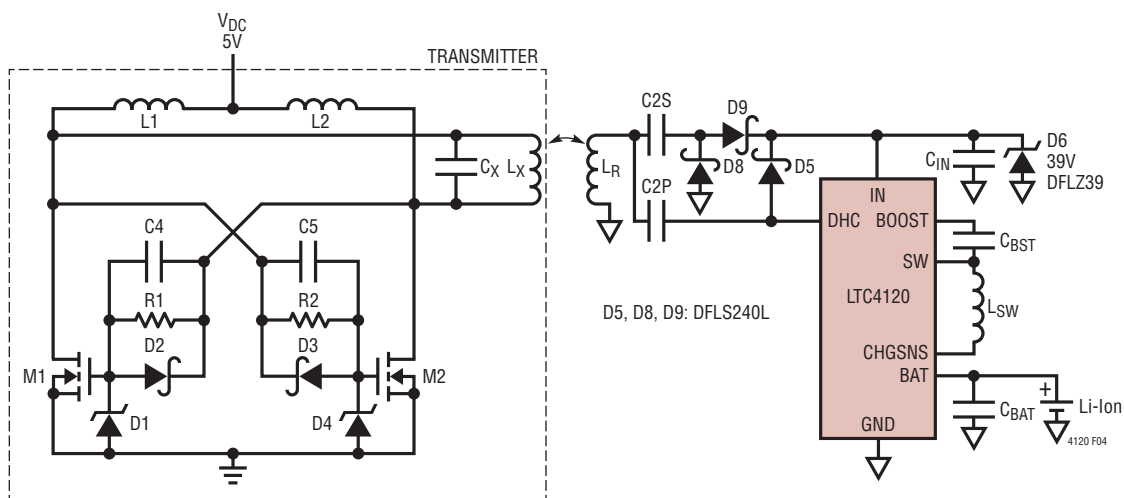 VDC
5V
TRANSMITTER
L1
L2
CX
LX
C4
C5
R1
R2
D2
D3
M1
M2
D1
D4
LR
C2S
D9
D8
D5
C2P
CIN
D6
39V
DFLZ39
IN
DHC
BOOST
CBST
SW
LTC4120
LSW
D5, D8, D9: DFLS240L
CHGSNS
BAT
CBAT
+
Li-Ion
GND
4120 F04